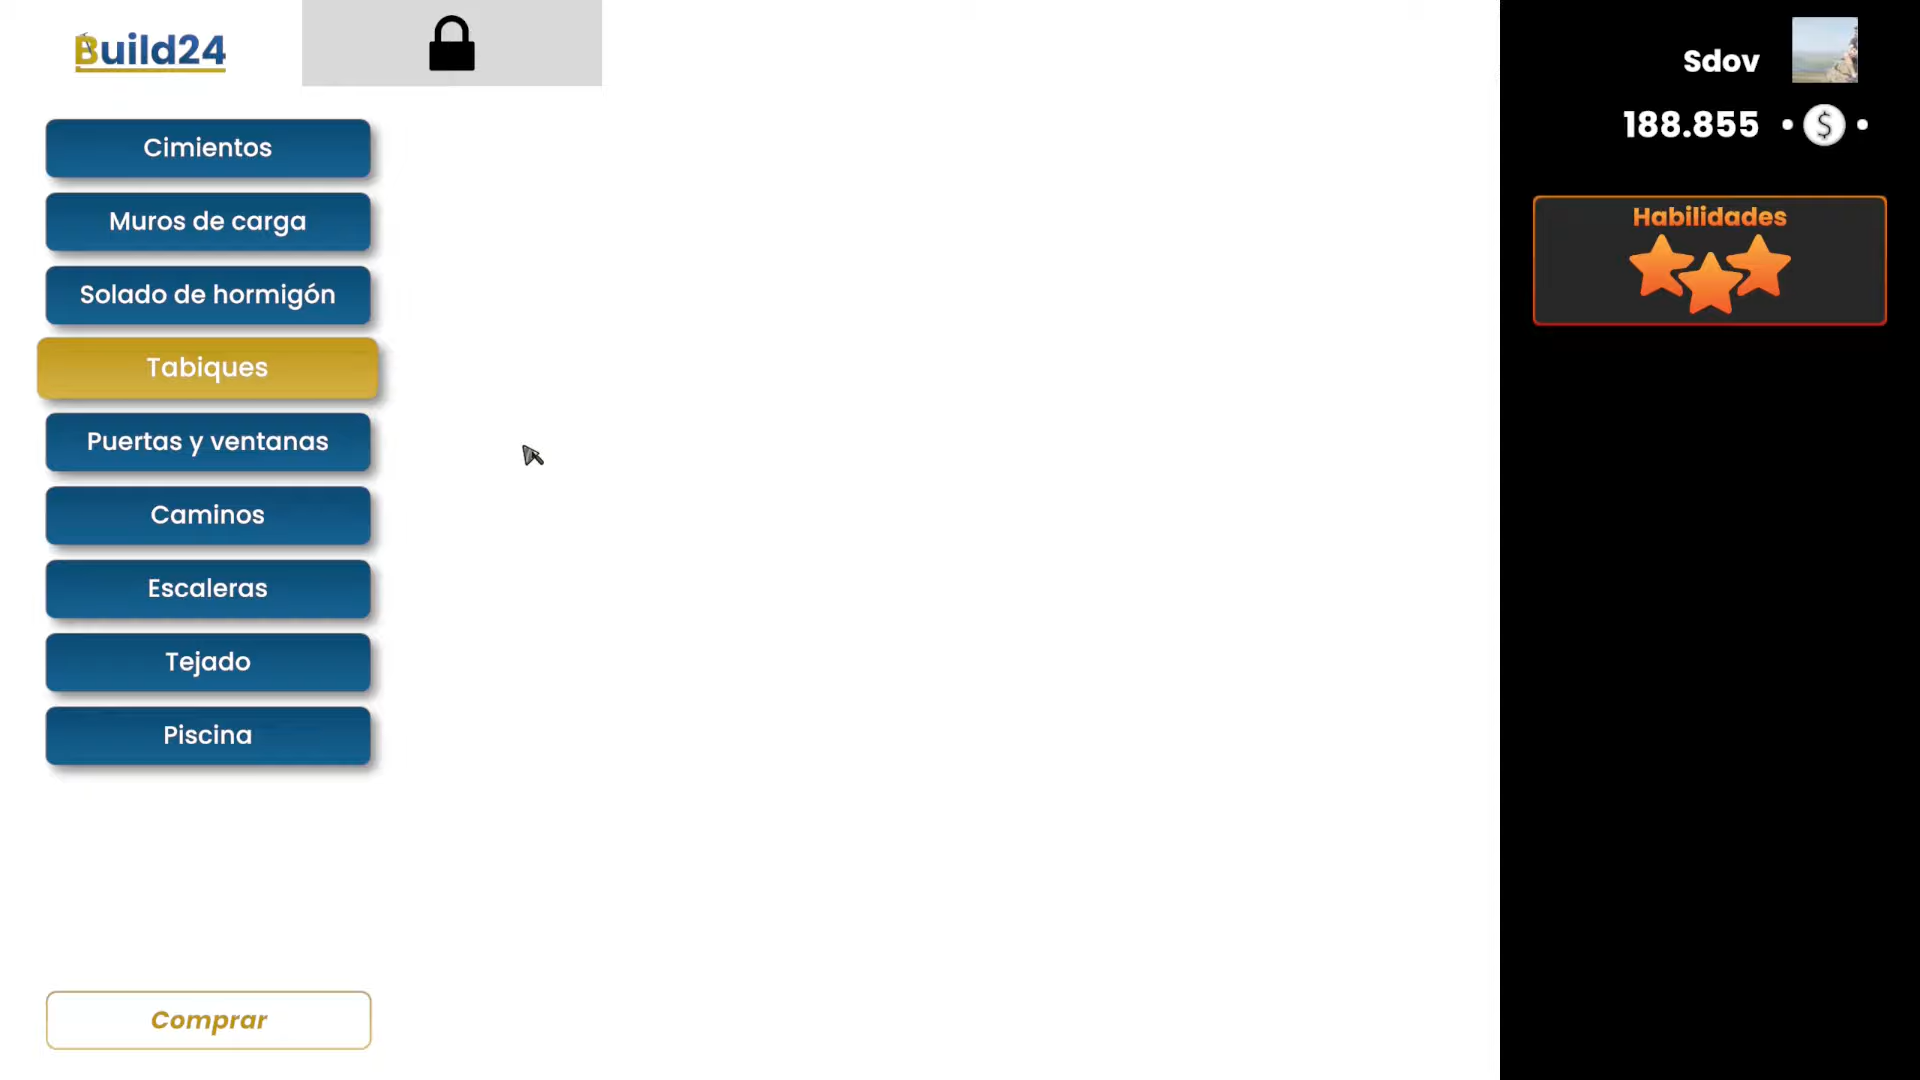 Build24
Sdov
188.855
$
Habilidades
Cimientos
Muros de carga
Solado de hormigón
Tabiques
Puertas y ventanas
Caminos
Escaleras
Tejado
Piscina
Comprar